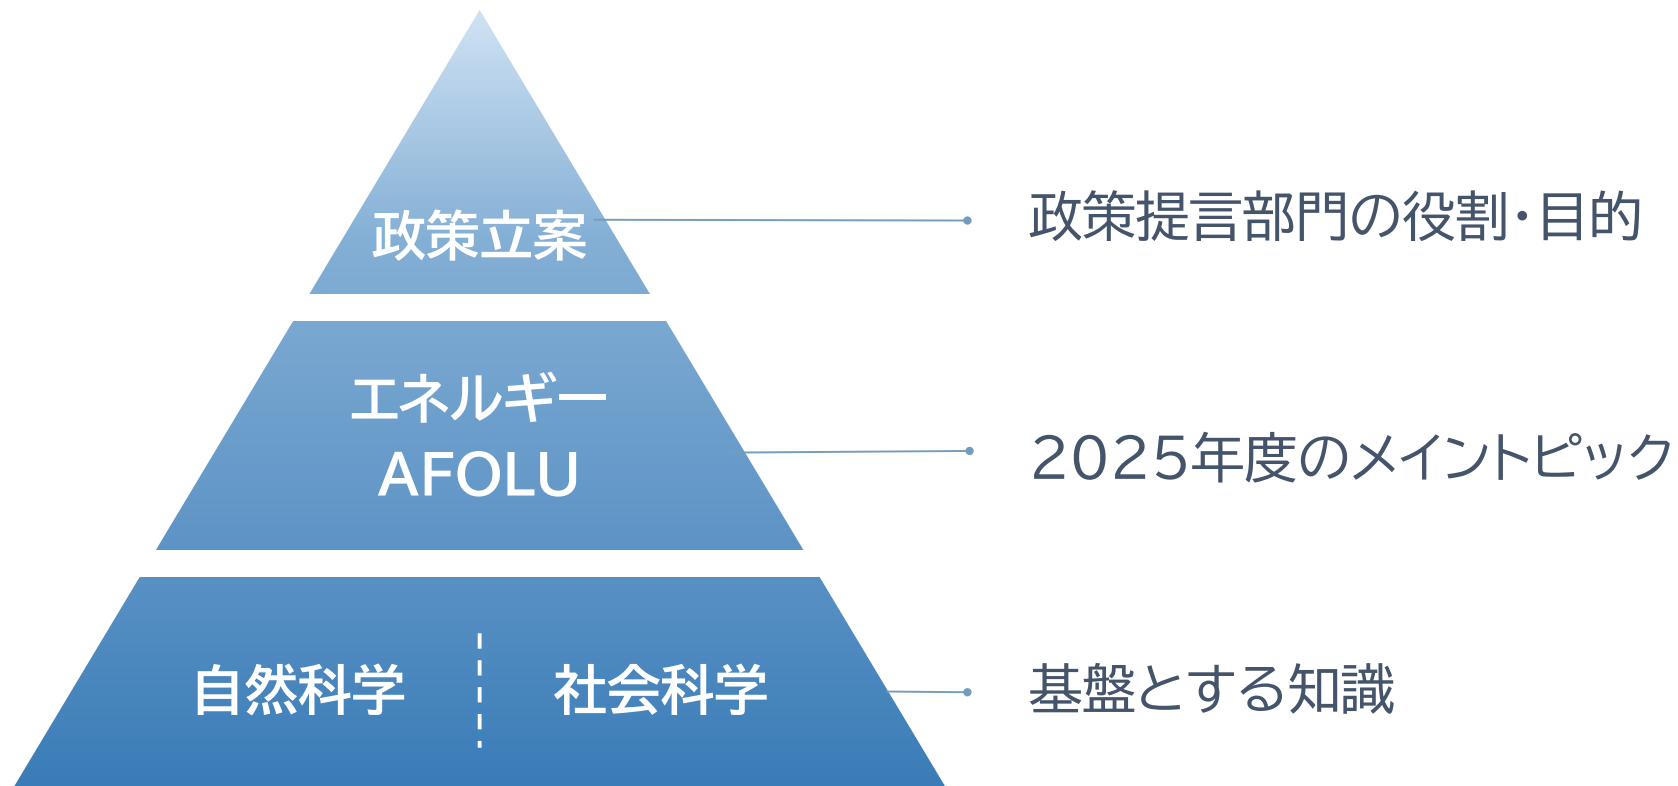 政策立案
政策提言部門の役割・目的
エネルギー
AFOLU
2025年度のメイントピック
自然科学
社会科学
基盤とする知識